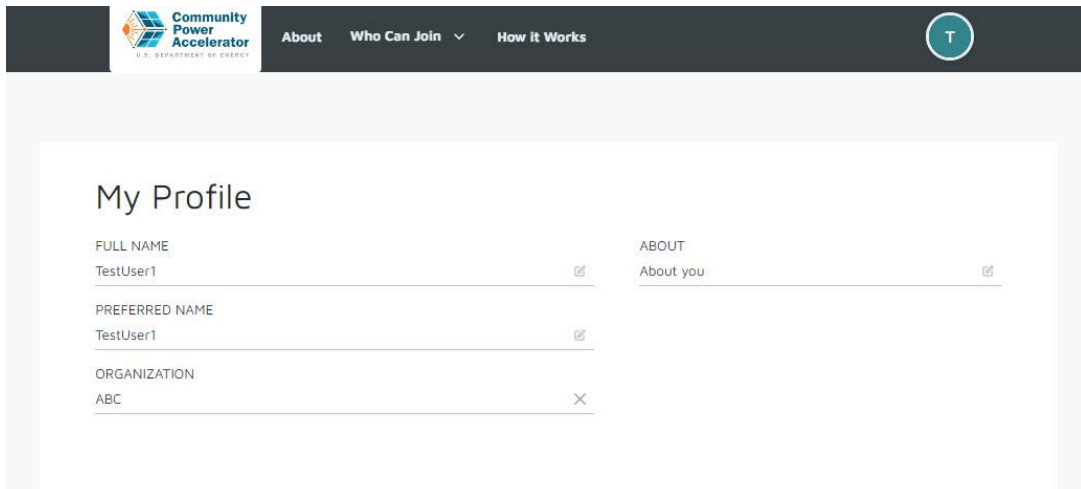 Community
Power
Accelerator
U.S. DEPARTMENT OF ENERGY
About
Who Can Join
How it Works
T
My Profile
FULL NAME
TestUser1
PREFERRED NAME
TestUser1
ORGANIZATION
ABC
ABOUT
About you